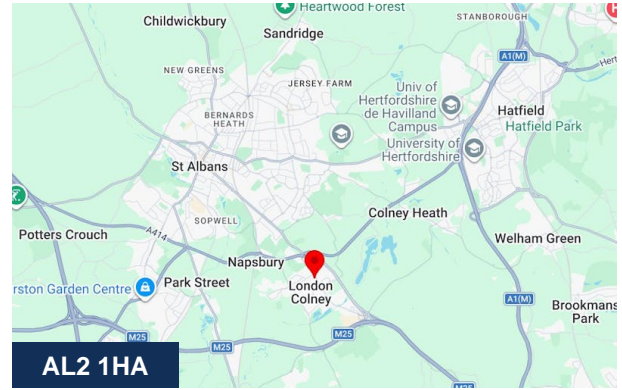 Heartwood Forest
STANBOROUGH
Childwickbury
Sandridge
A1(M)
NEW GREENS
JERSEY FARM
Univ of
Hertfordshire
de Havilland
Campus
Hatfield
Hatfield Park
BERNARDS
HEATH
University of
Hertfordshire
St Albans
SOPWELL
Colney Heath
A414
Potters Crouch
Welham Green
Napsbury
rston Garden Centre
Park Street
London
Colney
A1(M)
Brookmans
Park
M25
M25
M25
M25
AL2 1HA